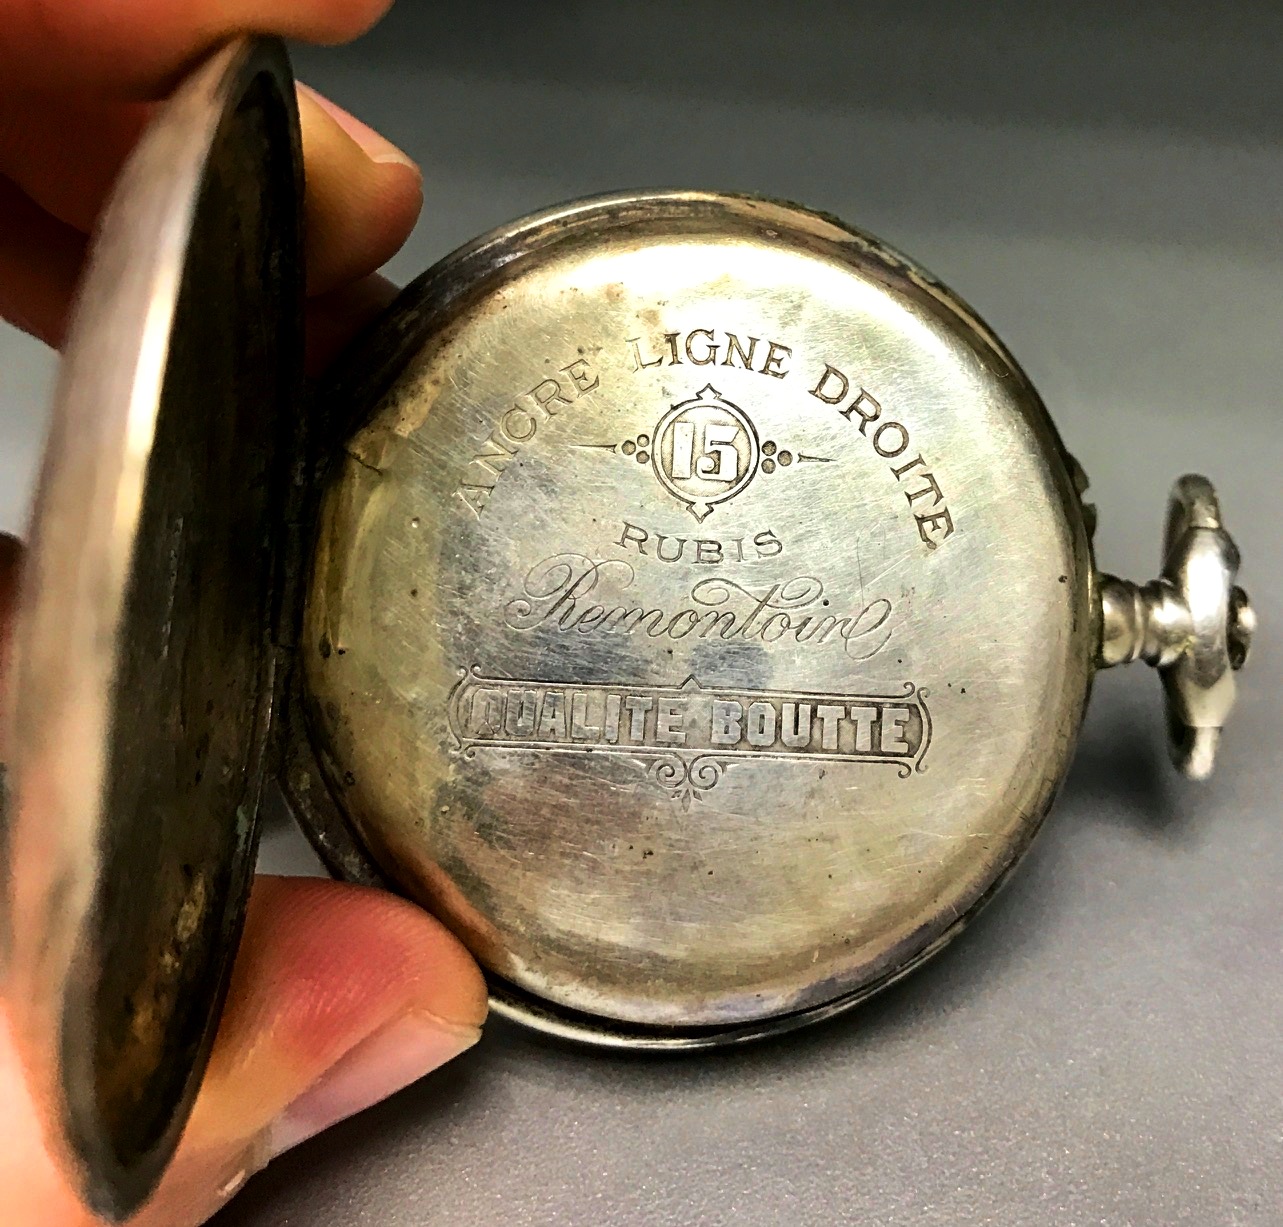 ANCRE LIGNE DROITE
15
RUBIS
Remontoir
QUALITE BOUTTE